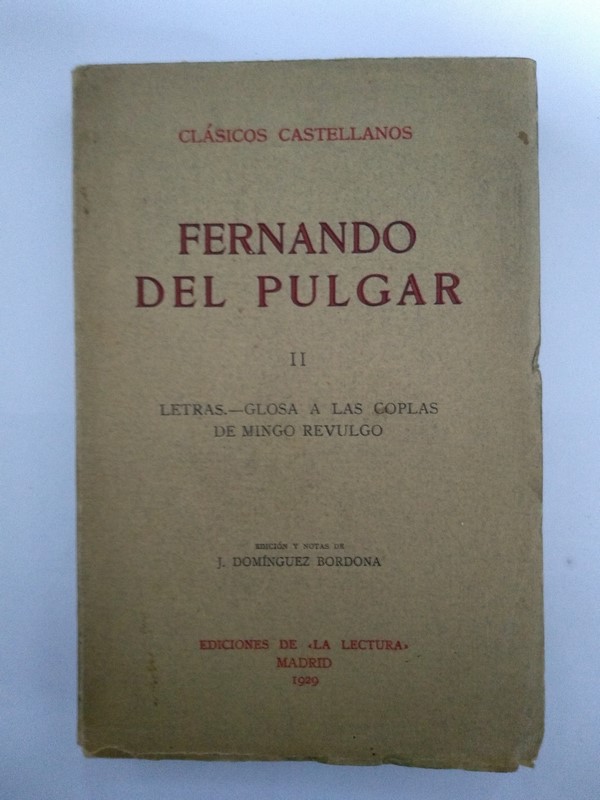 CLÁSICOS CASTELLANOS
FERNANDO
DEL PULGAR
II
LETRAS.—GLOSA A LAS COPLAS
DE MINGO REVULGO
EDICIÓN Y NOTAS DE
J. DOMÍNGUEZ BORDONA
EDICIONES DE «LA LECTURA»
MADRID
1929